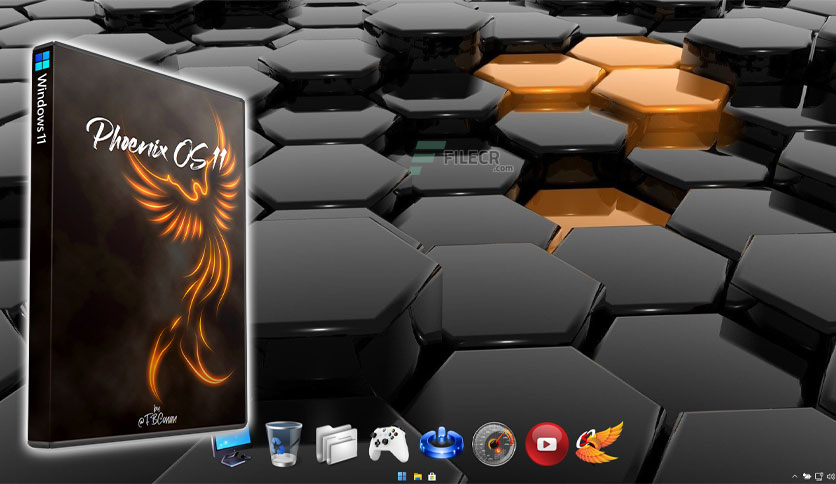 Windows 11
Phoenix OS 11
FILECR
.com
by
@FBConan